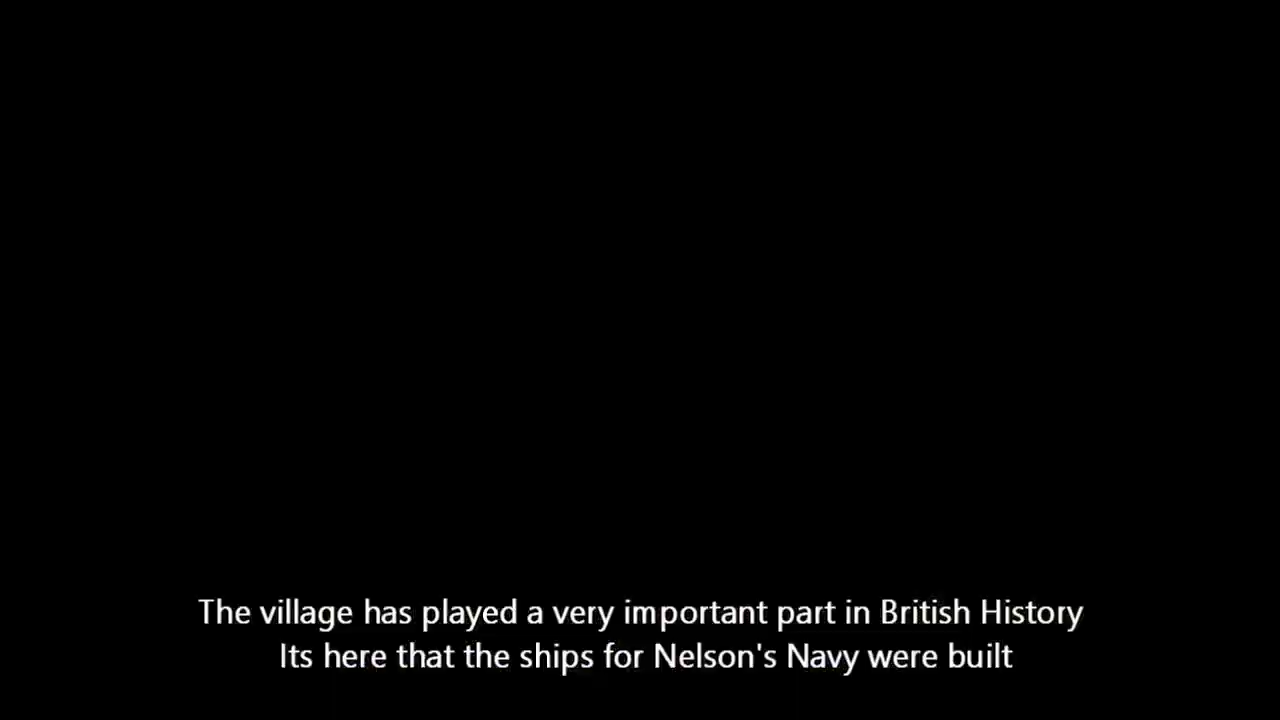 The village has played a very important part in British History
Its here that the ships for Nelson's Navy were built